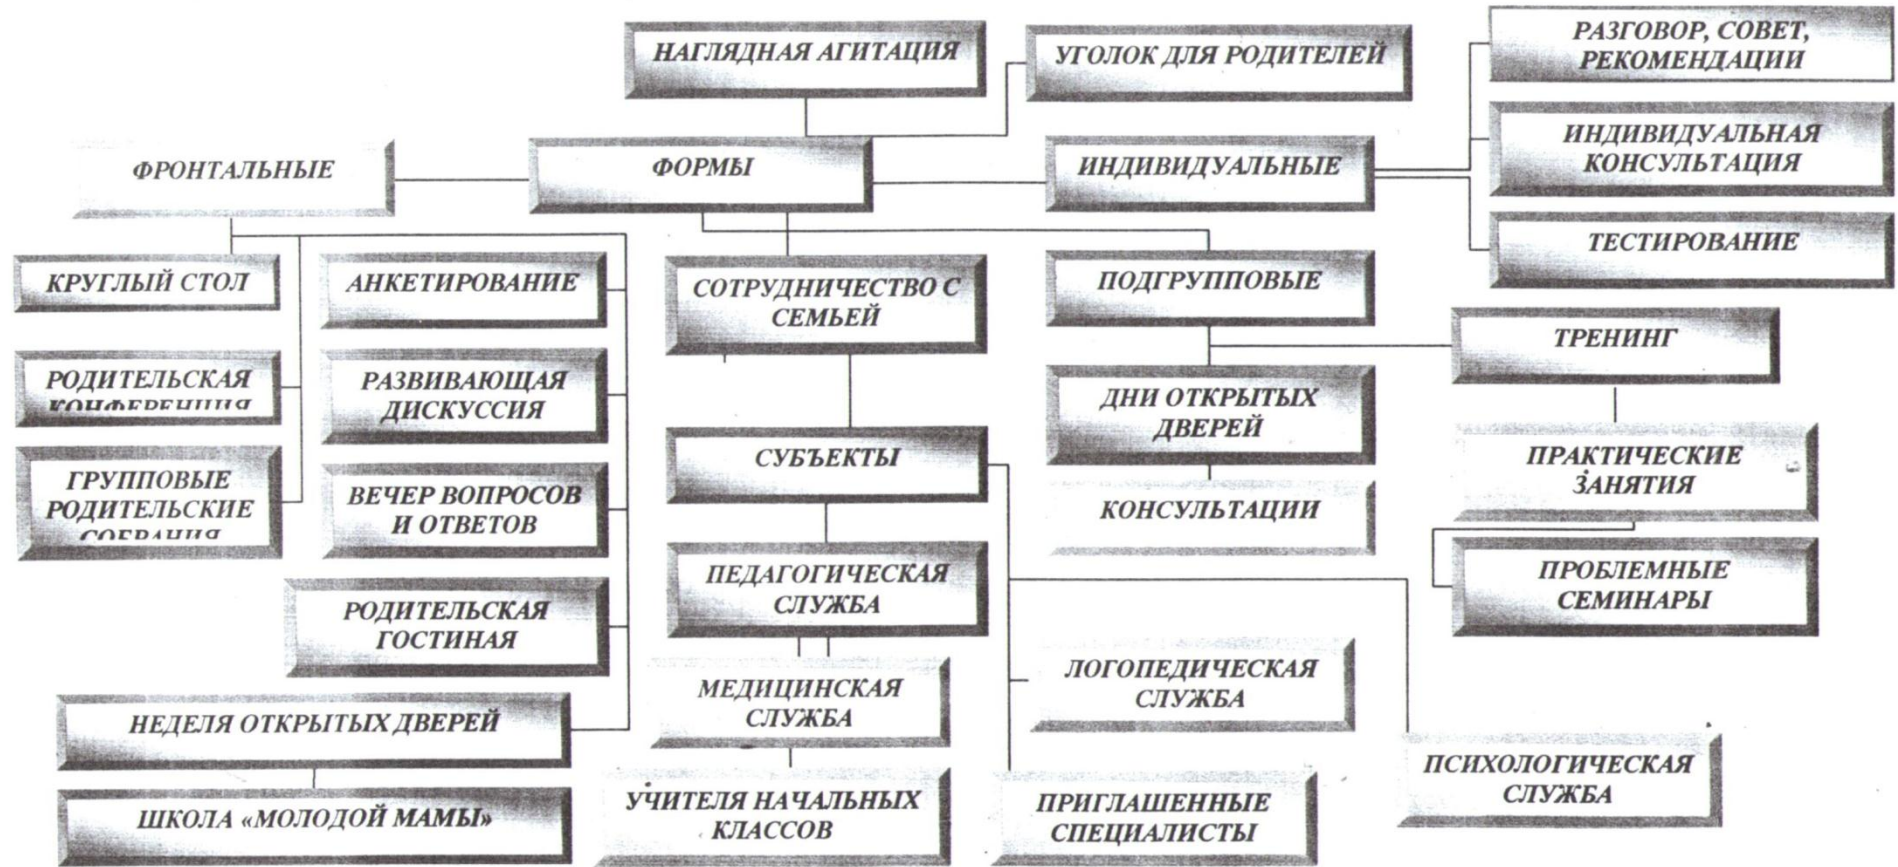 НАГЛЯДНАЯ АГИТАЦИЯ
УГОЛОК ДЛЯ РОДИТЕЛЕЙ
РАЗГОВОР, СОВЕТ,
РЕКОМЕНДАЦИИ
ФРОНТАЛЬНЫЕ
ФОРМЫ
ИНДИВИДУАЛЬНЫЕ
ИНДИВИДУАЛЬНАЯ
КОНСУЛЬТАЦИЯ
ТЕСТИРОВАНИЕ
КРУГЛЫЙ СТОЛ
АНКЕТИРОВАНИЕ
СОТРУДНИЧЕСТВО С
СЕМЬЕЙ
ПОДГРУППОВЫЕ
ТРЕНИНГ
РОДИТЕЛЬСКАЯ
КОНФЕРЕНЦИЯ
РАЗВИВАЮЩАЯ
ДИСКУССИЯ
ДНИ ОТКРЫТЫХ
ДВЕРЕЙ
СУБЪЕКТЫ
ПРАКТИЧЕСКИЕ
ЗАНЯТИЯ
ГРУППОВЫЕ
РОДИТЕЛЬСКИЕ
СОБРАНИЯ
ВЕЧЕР ВОПРОСОВ
И ОТВЕТОВ
КОНСУЛЬТАЦИИ
ПЕДАГОГИЧЕСКАЯ
СЛУЖБА
ПРОБЛЕМНЫЕ
СЕМИНАРЫ
РОДИТЕЛЬСКАЯ
ГОСТИНАЯ
МЕДИЦИНСКАЯ
СЛУЖБА
ЛОГОПЕДИЧЕСКАЯ
СЛУЖБА
НЕДЕЛЯ ОТКРЫТЫХ ДВЕРЕЙ
ПСИХОЛОГИЧЕСКАЯ
СЛУЖБА
ШКОЛА «МОЛОДОЙ МАМЫ»
УЧИТЕЛЯ НАЧАЛЬНЫХ
КЛАССОВ
ПРИГЛАШЕННЫЕ
СПЕЦИАЛИСТЫ